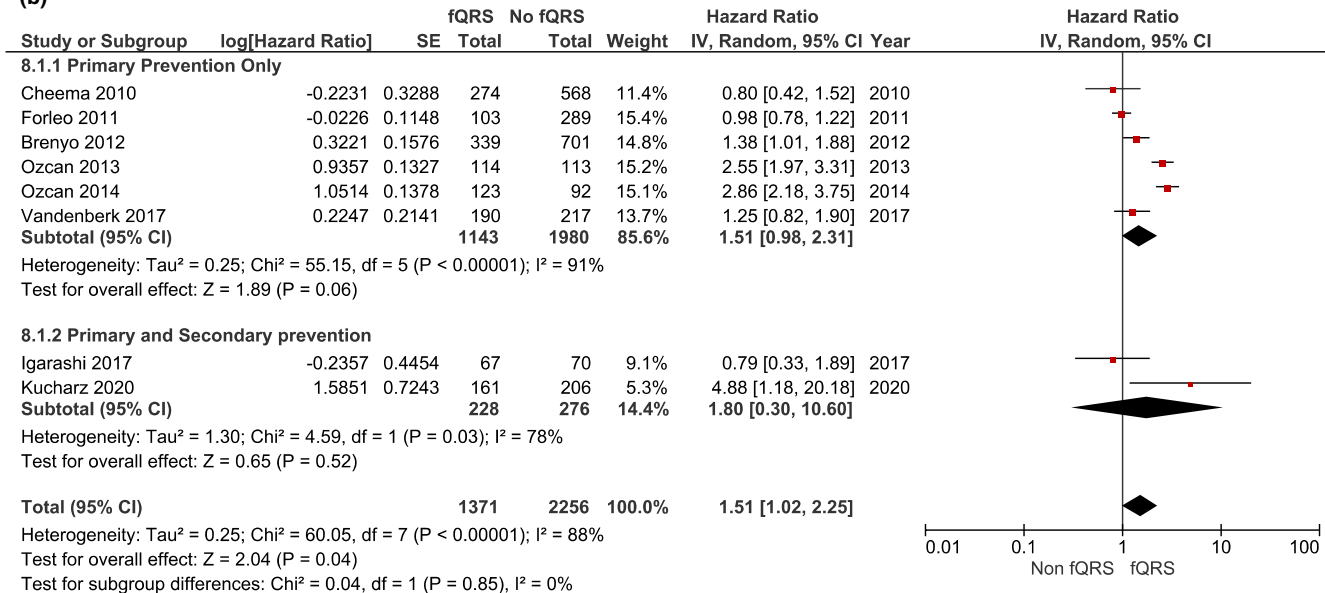 (b)
fQRS No fQRS Hazard Ratio Hazard Ratio
Study or Subgroup log[Hazard Ratio] SE Total Total Weight IV, Random, 95% CI Year IV, Random, 95% CI
8.1.1 Primary Prevention Only
Cheema 2010 -0.2231 0.3288 274 568 11.4% 0.80 [0.42, 1.52] 2010
Forleo 2011 -0.0226 0.1148 103 289 15.4% 0.98 [0.78, 1.22] 2011
Brenyo 2012 0.3221 0.1576 339 701 14.8% 1.38 [1.01, 1.88] 2012
Ozcan 2013 0.9357 0.1327 114 113 15.2% 2.55 [1.97, 3.31] 2013
Ozcan 2014 1.0514 0.1378 123 92 15.1% 2.86 [2.18, 3.75] 2014
Vandenberk 2017 0.2247 0.2141 190 217 13.7% 1.25 [0.82, 1.90] 2017
Subtotal (95% CI) 1143 1980 85.6% 1.51 [0.98, 2.31]
Heterogeneity: Tau² = 0.25; Chi² = 55.15, df = 5 (P < 0.00001); I² = 91%
Test for overall effect: Z = 1.89 (P = 0.06)
8.1.2 Primary and Secondary prevention
Igarashi 2017 -0.2357 0.4454 67 70 9.1% 0.79 [0.33, 1.89] 2017
Kucharz 2020 1.5851 0.7243 161 206 5.3% 4.88 [1.18, 20.18] 2020
Subtotal (95% CI) 228 276 14.4% 1.80 [0.30, 10.60]
Heterogeneity: Tau² = 1.30; Chi² = 4.59, df = 1 (P = 0.03); I² = 78%
Test for overall effect: Z = 0.65 (P = 0.52)
Total (95% CI) 1371 2256 100.0% 1.51 [1.02, 2.25]
Heterogeneity: Tau² = 0.25; Chi² = 60.05, df = 7 (P < 0.00001); I² = 88%
Test for overall effect: Z = 2.04 (P = 0.04)
Test for subgroup differences: Chi² = 0.04, df = 1 (P = 0.85), I² = 0%
0.01 0.1 1 10 100
Non fQRS fQRS